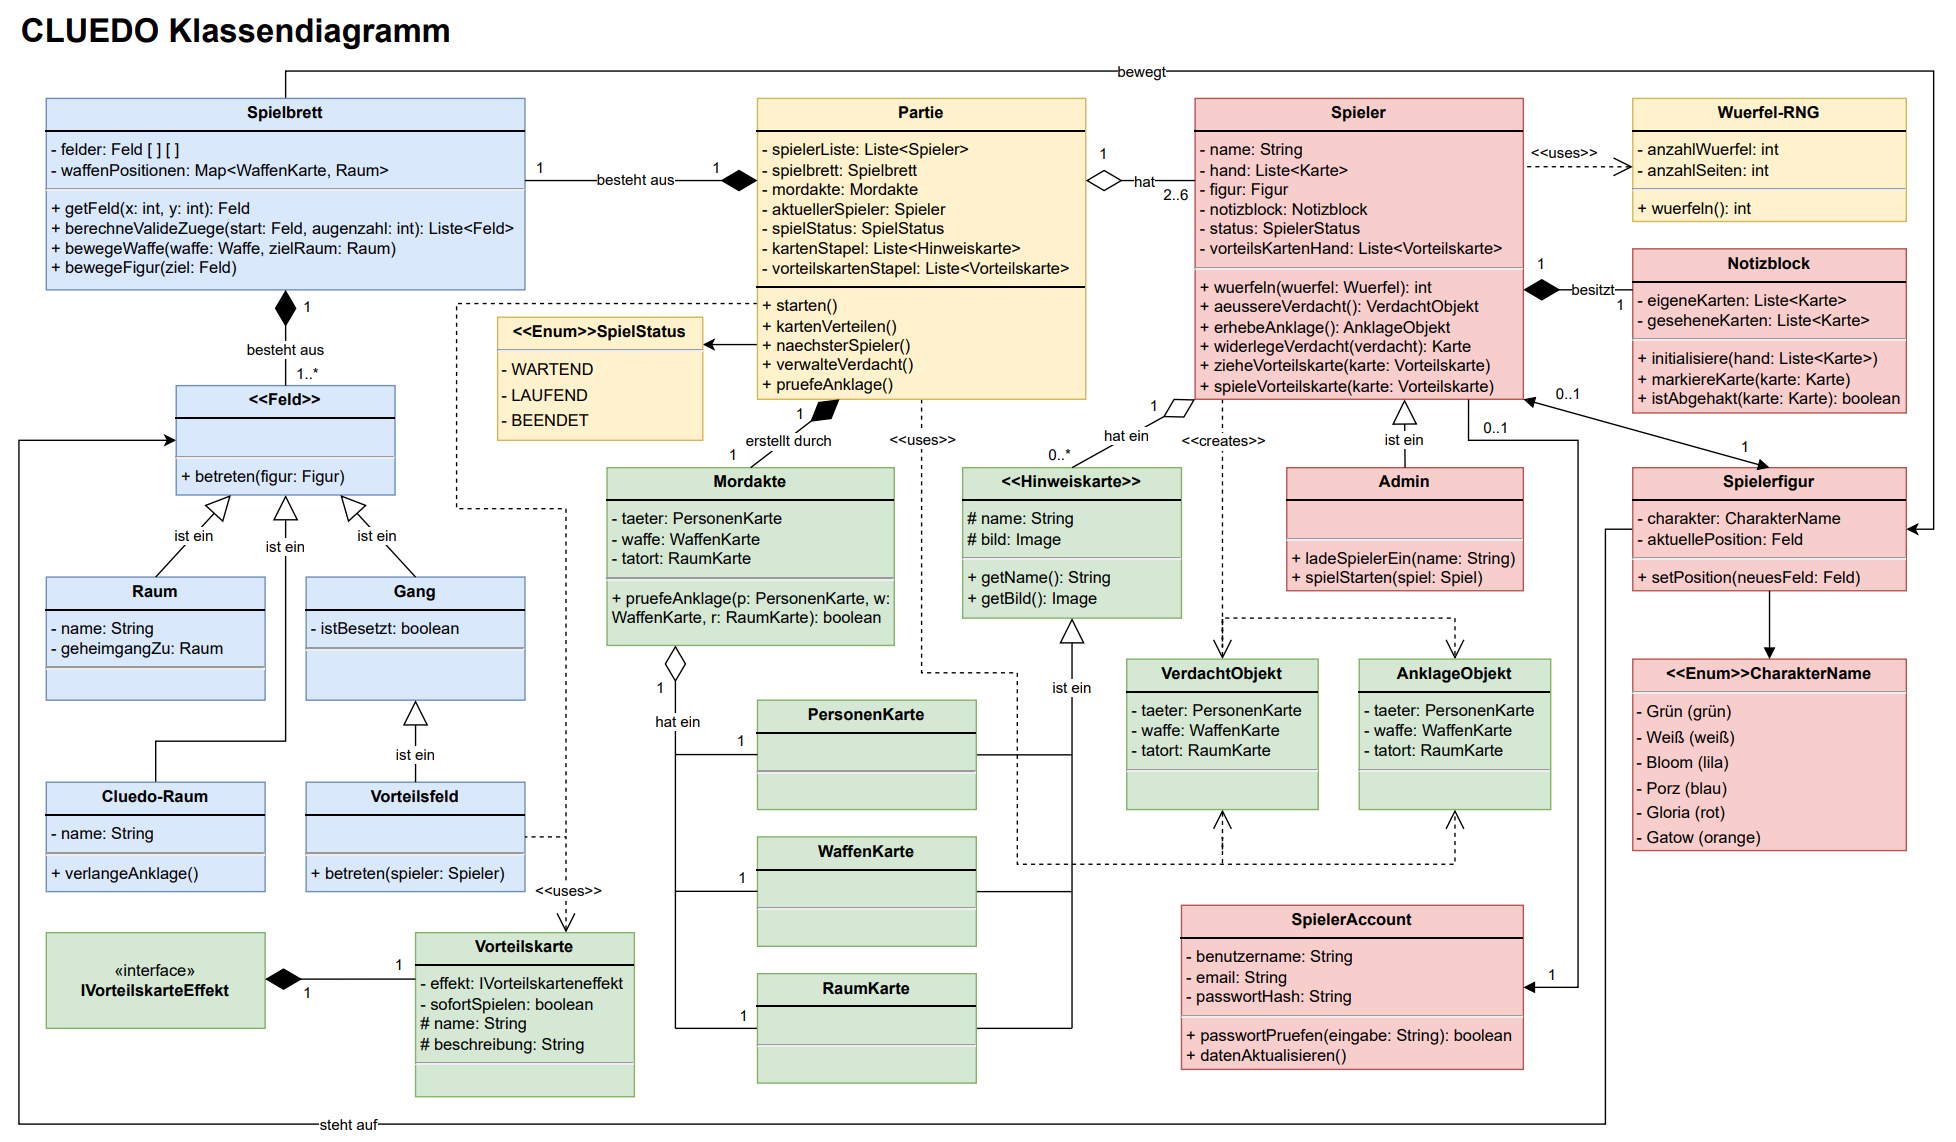 CLUEDO Klassendiagramm
bewegt
Spielbrett
- felder: Feld [ ] [ ]
- waffenPositionen: Map<WaffenKarte, Raum>
+ getFeld(x: int, y: int): Feld
+ berechneValideZuege(start: Feld, augenzahl: int): Liste<Feld>
+ bewegeWaffe(waffe: Waffe, zielRaum: Raum)
+ bewegeFigur(ziel: Feld)
1
besteht aus
1
Partie
- spielerListe: Liste<Spieler>
- spielbrett: Spielbrett
- mordakte: Mordakte
- aktuellerSpieler: Spieler
- spielStatus: SpielStatus
- kartenStapel: Liste<Hinweiskarte>
- vorteilskartenStapel: Liste<Vorteilskarte>
+ starten()
+ kartenVerteilen()
+ naechsterSpieler()
+ verwalteVerdacht()
+ pruefeAnklage()
1
hat
2..6
Spieler
- name: String
- hand: Liste<Karte>
- figur: Figur
- notizblock: Notizblock
- status: SpielerStatus
- vorteilsKartenHand: Liste<Vorteilskarte>
+ wuerfeln(wuerfel: Wuerfel): int
+ aeussereVerdacht(): VerdachtObjekt
+ erhebeAnklage(): AnklageObjekt
+ widerlegeVerdacht(verdacht): Karte
+ zieheVorteilskarte(karte: Vorteilskarte)
+ spieleVorteilskarte(karte: Vorteilskarte)
<<uses>>
Wuerfel-RNG
- anzahlWuerfel: int
- anzahlSeiten: int
+ wuerfeln(): int
1
besitzt
1
Notizblock
- eigeneKarten: Liste<Karte>
- geseheneKarten: Liste<Karte>
+ initialisiere(hand: Liste<Karte>)
+ markiereKarte(karte: Karte)
+ istAbgehakt(karte: Karte): boolean
1
besteht aus
1..*
<<Enum>>SpielStatus
- WARTEND
- LAUFEND
- BEENDET
<<Feld>>
+ betreten(figur: Figur)
1
erstellt durch
1
<<uses>>
1
hat ein
0..*
<<creates>>
ist ein
0..1
0..1
1
Mordakte
- taeter: PersonenKarte
- waffe: WaffenKarte
- tatort: RaumKarte
+ pruefeAnklage(p: PersonenKarte, w:
WaffenKarte, r: RaumKarte): boolean
<<Hinweiskarte>>
# name: String
# bild: Image
+ getName(): String
+ getBild(): Image
Admin
+ ladeSpielerEin(name: String)
+ spielStarten(spiel: Spiel)
Spielerfigur
- charakter: CharakterName
- aktuellePosition: Feld
+ setPosition(neuesFeld: Feld)
ist ein
ist ein
ist ein
Raum
- name: String
- geheimgangZu: Raum
Gang
- istBesetzt: boolean
1
hat ein
ist ein
VerdachtObjekt
- taeter: PersonenKarte
- waffe: WaffenKarte
- tatort: RaumKarte
AnklageObjekt
- taeter: PersonenKarte
- waffe: WaffenKarte
- tatort: RaumKarte
<<Enum>>CharakterName
- Grün (grün)
- Weiß (weiß)
- Bloom (lila)
- Porz (blau)
- Gloria (rot)
- Gatow (orange)
ist ein
1
PersonenKarte
Cluedo-Raum
- name: String
+ verlangeAnklage()
Vorteilsfeld
+ betreten(spieler: Spieler)
<<uses>>
1
WaffenKarte
«interface»
IVorteilskarteEffekt
1
1
Vorteilskarte
- effekt: IVorteilskarteneffekt
- sofortSpielen: boolean
# name: String
# beschreibung: String
1
RaumKarte
SpielerAccount
- benutzername: String
- email: String
- passwortHash: String
+ passwortPruefen(eingabe: String): boolean
+ datenAktualisieren()
1
steht auf